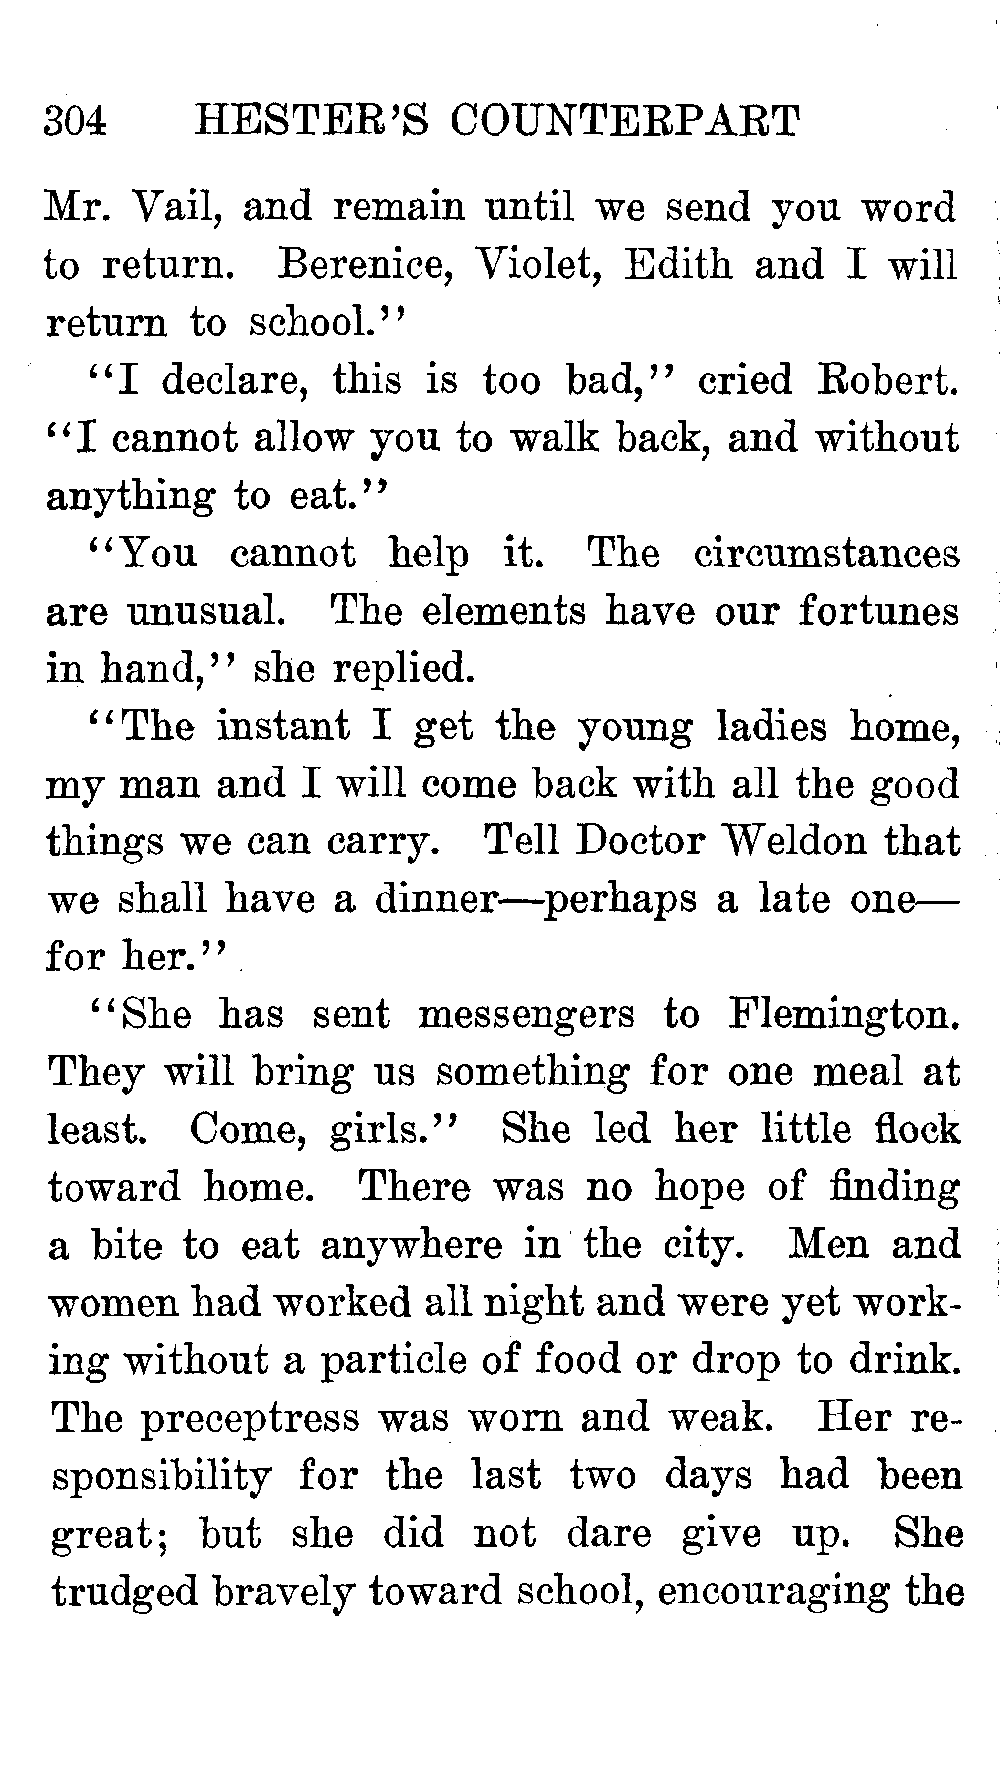 304 HESTER'S COUNTERPART
Mr. Vail, and remain until we send you word
to return. Berenice, Violet, Edith and I will
return to school.''
''I declare, this is too bad,'' cried Robert.
''I cannot allow you to walk back, and without
anything to eat.''
''You cannot help it. The circumstances
are unusual. The elements have our fortunes
in hand,'' she replied.
''The instant I get the young ladies home,
my man and I will come back with all the good
things we can carry. Tell Doctor Weldon that
we shall have a dinner—perhaps a late one—
for her.''
''She has sent messengers to Flemington.
They will bring us something for one meal at
least. Come, girls.'' She led her little flock
toward home. There was no hope of finding
a bite to eat anywhere in the city. Men and
women had worked all night and were yet work-
ing without a particle of food or drop to drink.
The preceptress was worn and weak. Her re-
sponsibility for the last two days had been
great; but she did not dare give up. She
trudged bravely toward school, encouraging the